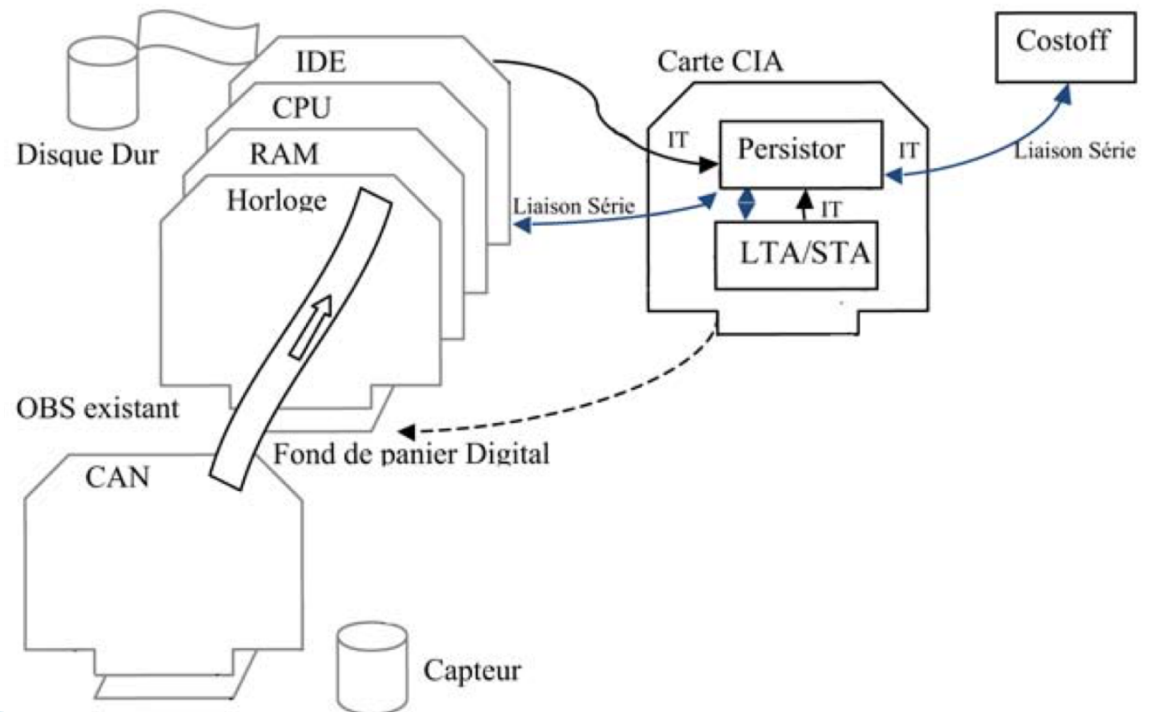 IDE
CPU
RAM
Horloge
Disque Dur
Carte CIA
Costoff
IT
Persistor
IT
Liaison Série
Liaison Série
IT
LTA/STA
OBS existant
Fond de panier Digital
CAN
Capteur